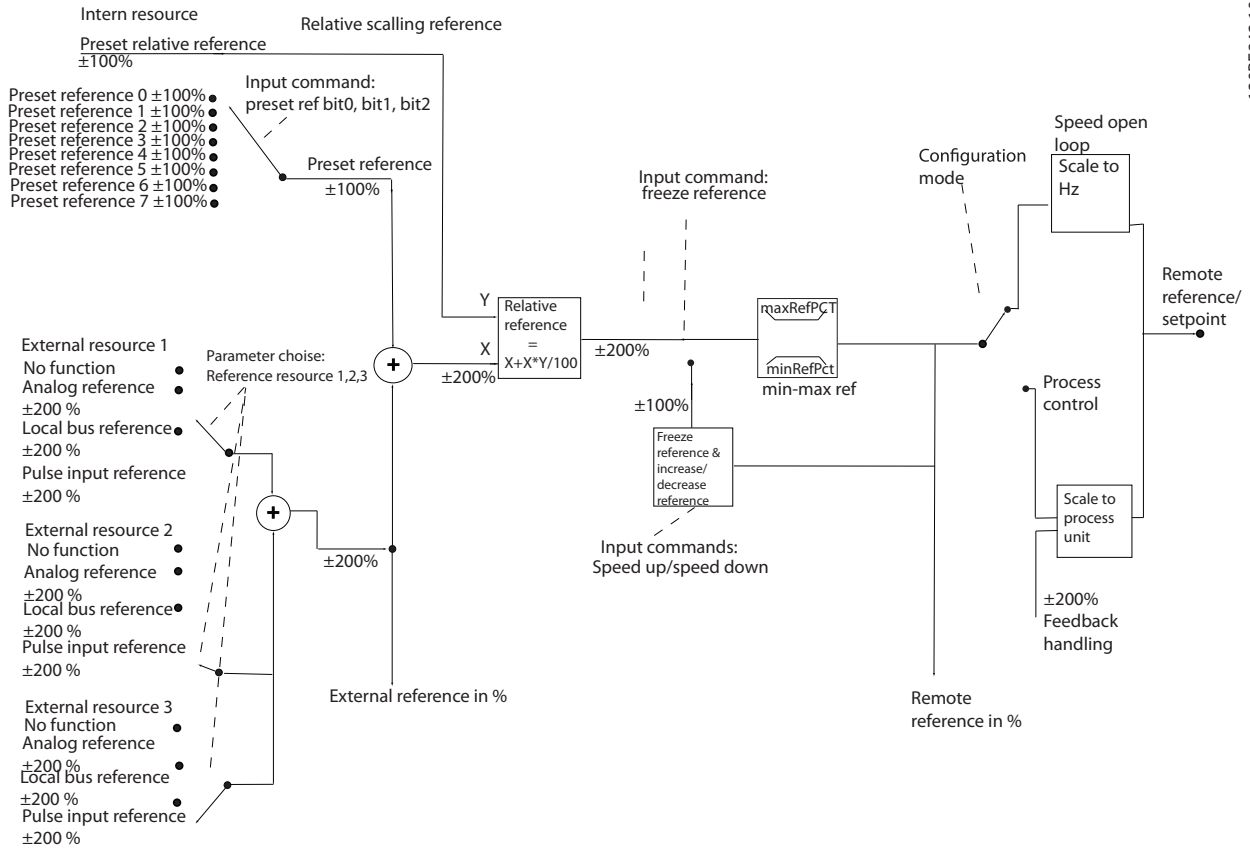 Intern resource
Relative scalling reference
Preset relative reference
±100%
Input command:
preset ref bit0, bit1, bit2
Preset reference 0 ±100%
Preset reference 1 ±100%
Preset reference 2 ±100%
Preset reference 3 ±100%
Preset reference 4 ±100%
Preset reference 5 ±100%
Preset reference 6 ±100%
Preset reference 7 ±100%
Preset reference
±100%
Input command:
freeze reference
Configuration
mode
Speed open
loop
Scale to
Hz
Remote
reference/
setpoint
Y
X
±200%
Relative
reference
=
X+X*Y/100
±200%
maxRefPCT
minRefPct
min-max ref
±100%
Freeze
reference &
increase/
decrease
reference
Input commands:
Speed up/speed down
Process
control
Scale to
process
unit
±200%
Feedback
handling
Remote
reference in %
External resource 1
No function
Analog reference
±200 %
Local bus reference
±200 %
Pulse input reference
±200 %
Parameter choise:
Reference resource 1,2,3
+
+
±200%
External reference in %
External resource 2
No function
Analog reference
±200 %
Local bus reference
±200 %
Pulse input reference
±200 %
External resource 3
No function
Analog reference
±200 %
Local bus reference
±200 %
Pulse input reference
±200 %